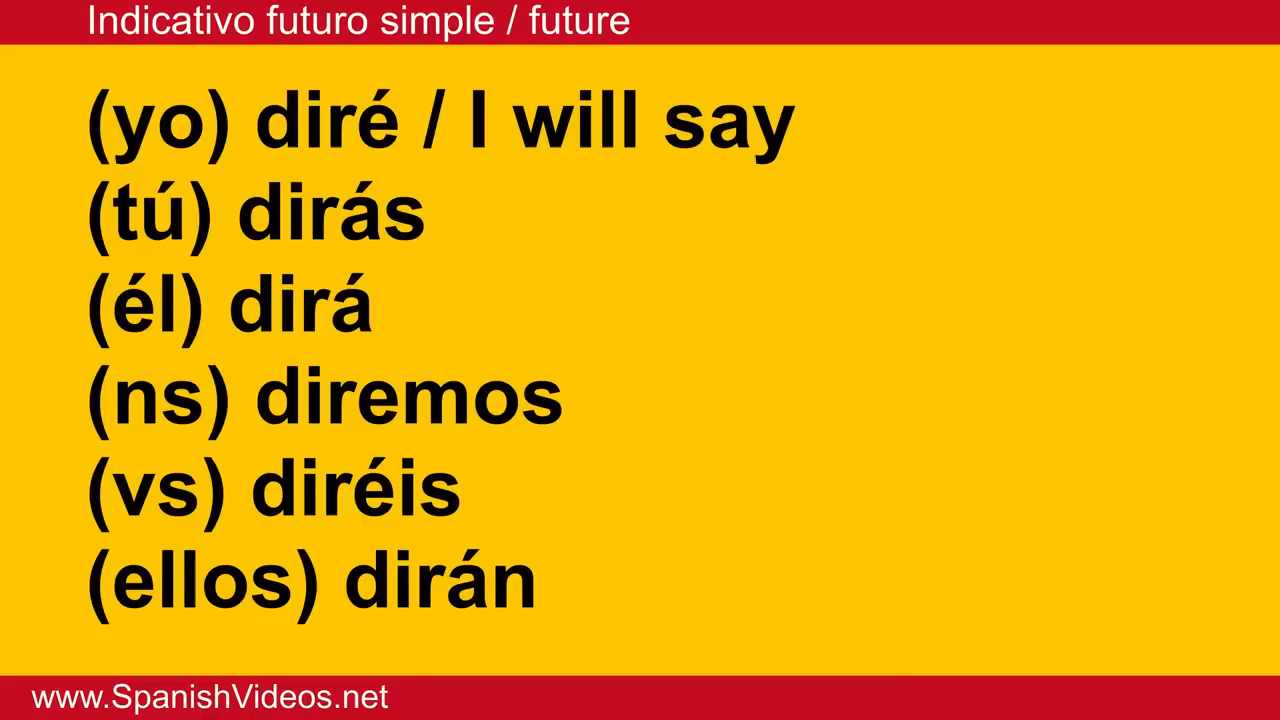 Indicativo futuro simple / future
(yo) diré / I will say
(tú) dirás
(él) dirá
(ns) diremos
(vs) diréis
(ellos) dirán
www.SpanishVideos.net